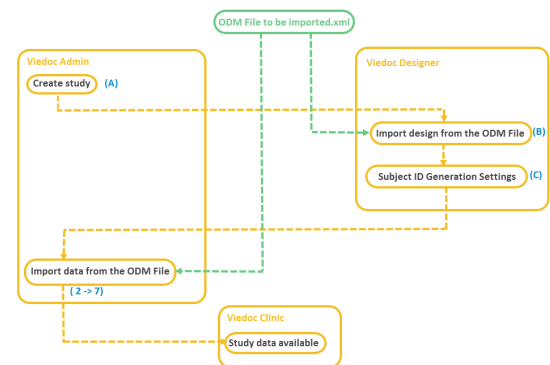 ODM File to be imported.xml
Viedoc Admin
Create study (A)
Viedoc Designer
Import design from the ODM File (B)
Subject ID Generation Settings (C)
Import data from the ODM File
( 2 -> 7)
Viedoc Clinic
Study data available